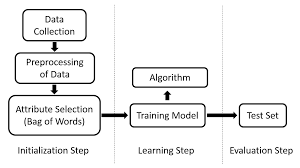 Data
Collection
Preprocessing
of Data
Attribute Selection
(Bag of Words)
Initialization Step
Algorithm
Training Model
Learning Step
Test Set
Evaluation Step